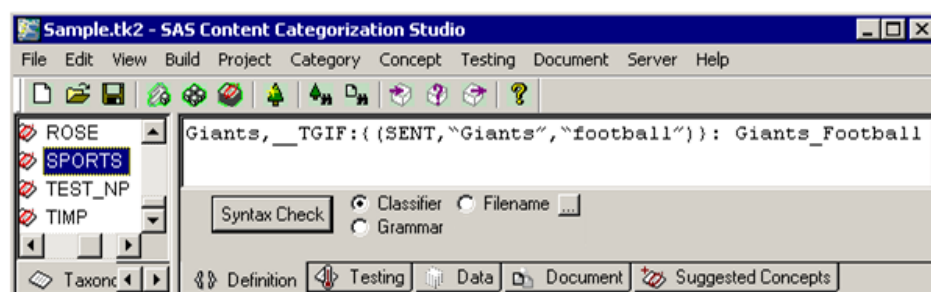 Sample.tk2 - SAS Content Categorization Studio
File Edit View Build Project Category Concept Testing Document Server Help
ROSE
SPORTS
TEST_NP
TIMP
Giants,__TGIF:{(SENT,“Giants”,“football”)}: Giants_Football
Syntax Check
Classifier
Filename ...
Grammar
Taxono
Definition
Testing
Data
Document
Suggested Concepts